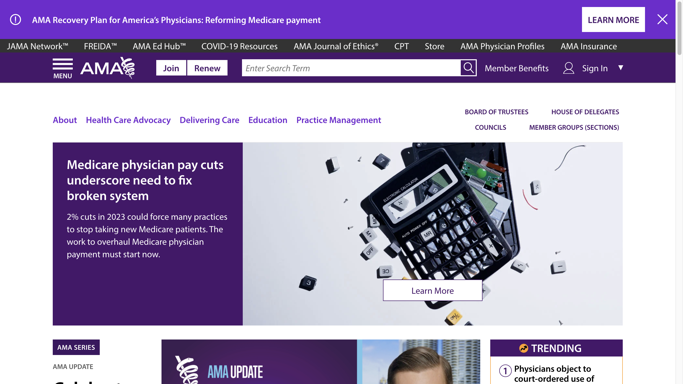 AMA Recovery Plan for America's Physicians: Reforming Medicare payment
LEARN MORE
JAMA Network™ FREIDA™ AMA Ed Hub™ COVID-19 Resources AMA Journal of Ethics® CPT Store AMA Physician Profiles AMA Insurance
MENU
AMA
Join
Renew
Enter Search Term
Member Benefits
Sign In
About Health Care Advocacy Delivering Care Education Practice Management
BOARD OF TRUSTEES HOUSE OF DELEGATES
COUNCILS MEMBER GROUPS (SECTIONS)
Medicare physician pay cuts
underscore need to fix
broken system
2% cuts in 2023 could force many practices
to stop taking new Medicare patients. The
work to overhaul Medicare physician
payment must start now.
ELECTRONIC CALCULATOR
CE
Learn More
AMA SERIES
AMA UPDATE
AMA UPDATE
TRENDING
1 Physicians object to
court-ordered use of